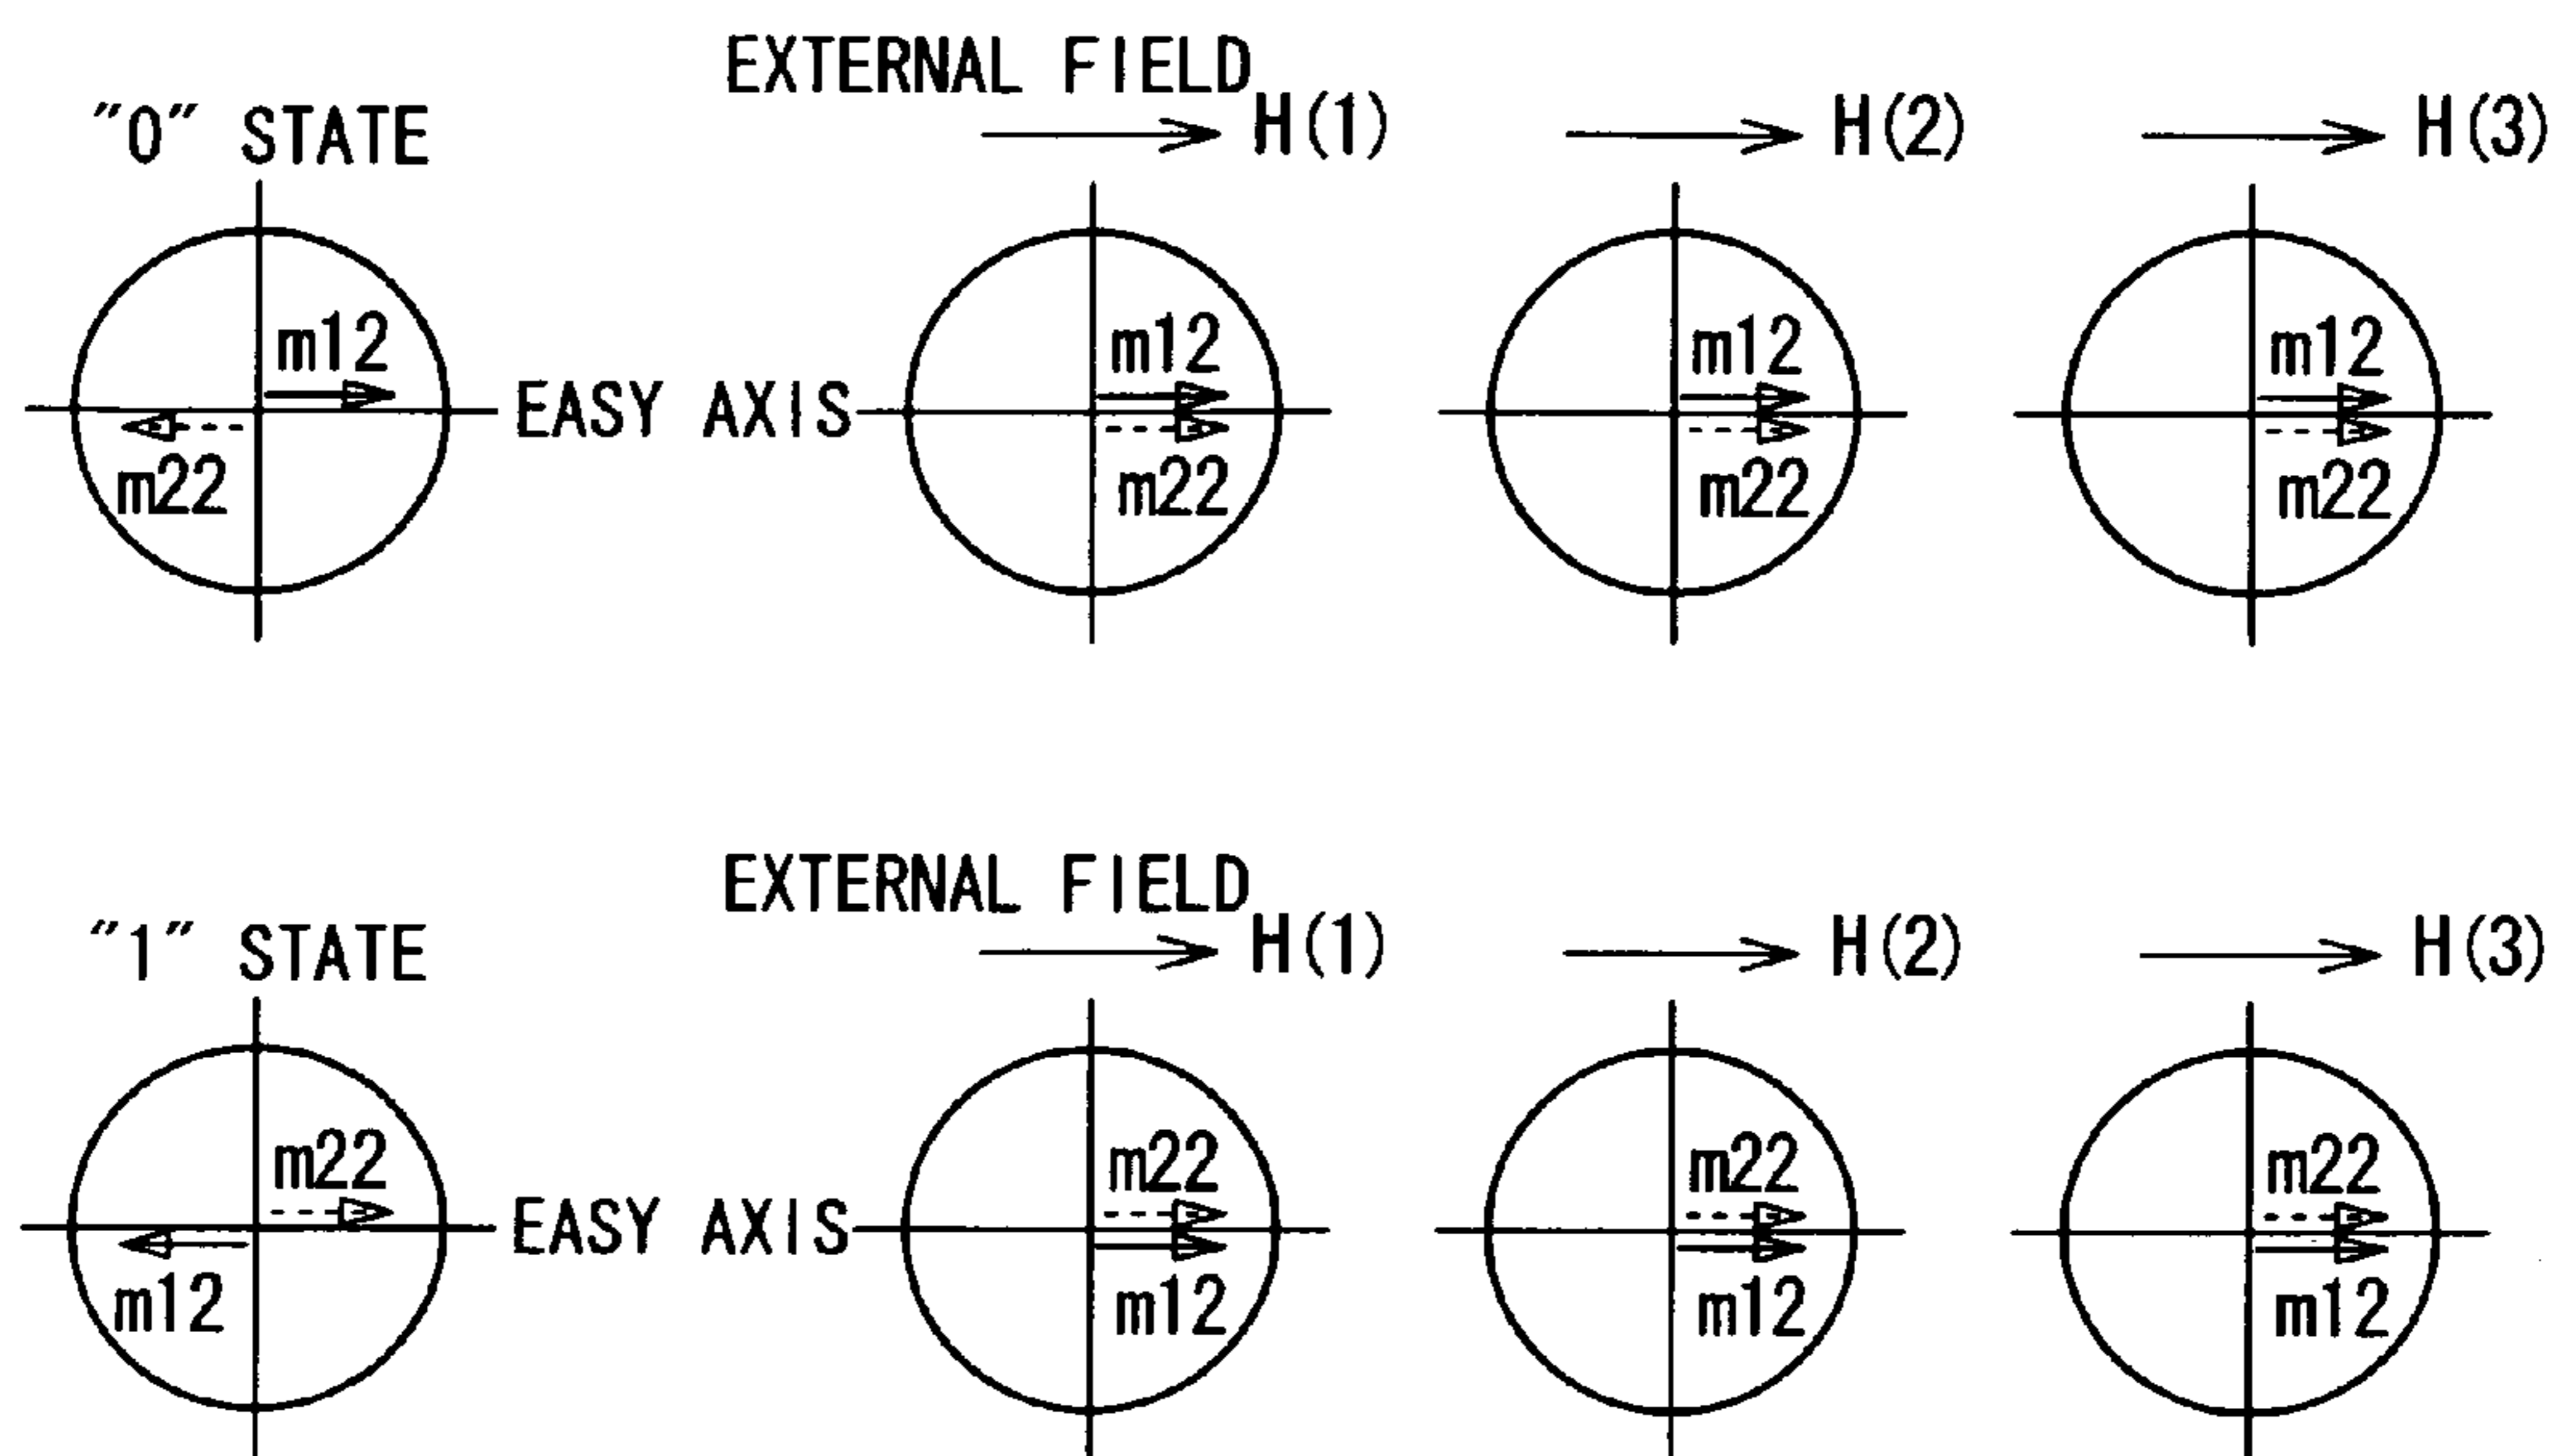 EXTERNAL FIELD
"0" STATE
H(1)
H(2)
H(3)
m12
m22
EASY AXIS
m12
m22
m12
m22
m12
m22
EXTERNAL FIELD
"1" STATE
H(1)
H(2)
H(3)
m22
m12
EASY AXIS
m22
m12
m22
m12
m22
m12